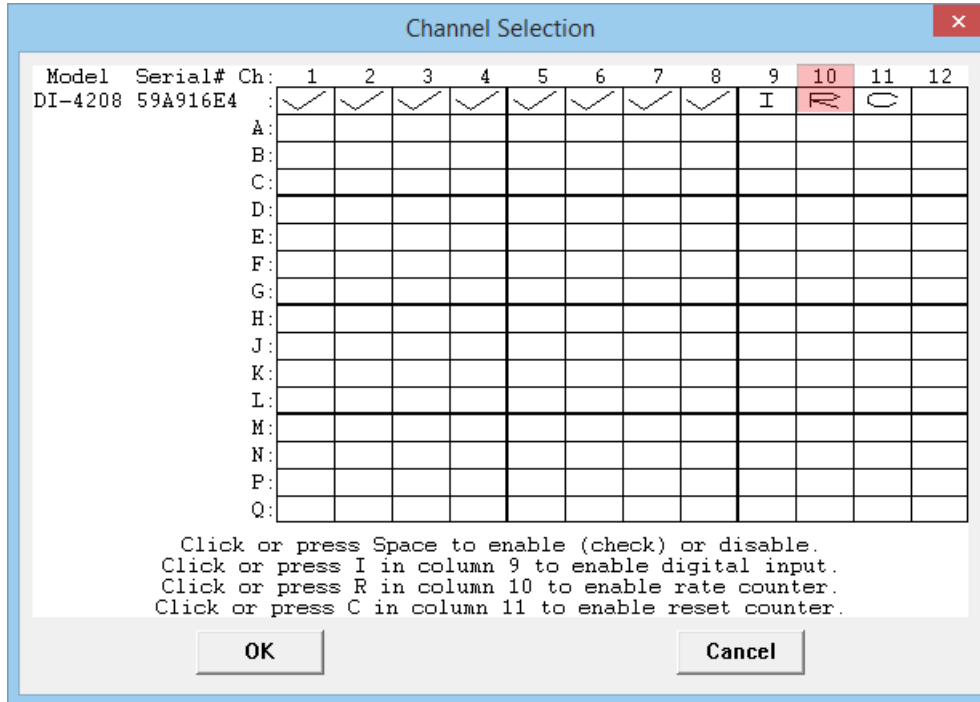 Channel Selection
Model Serial# Ch: 1 2 3 4 5 6 7 8 9 10 11 12
DI-4208 59A916E4 : I R C
A:
B:
C:
D:
E:
F:
G:
H:
J:
K:
L:
M:
N:
P:
Q:
Click or press Space to enable (check) or disable.
Click or press I in column 9 to enable digital input.
Click or press R in column 10 to enable rate counter.
Click or press C in column 11 to enable reset counter.
OK Cancel